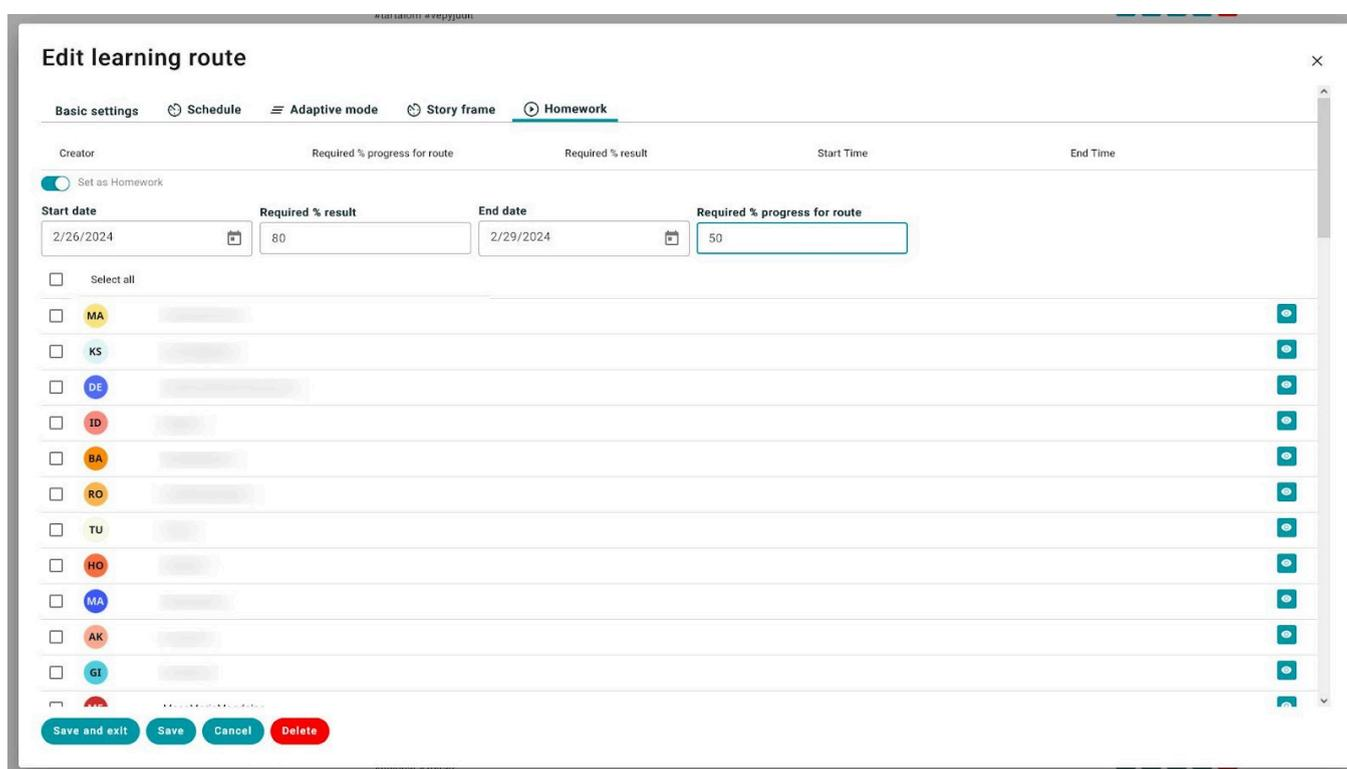 #tartalom #vepyjudit
Edit learning route
Basic settings Schedule Adaptive mode Story frame Homework
Creator Required % progress for route Required % result Start Time End Time
Set as Homework
Start date Required % result End date Required % progress for route
2/26/2024 80 2/29/2024 50
Select all
MA
KS
DE
ID
BA
RO
TU
HO
MA
AK
GI
Save and exit Save Cancel Delete